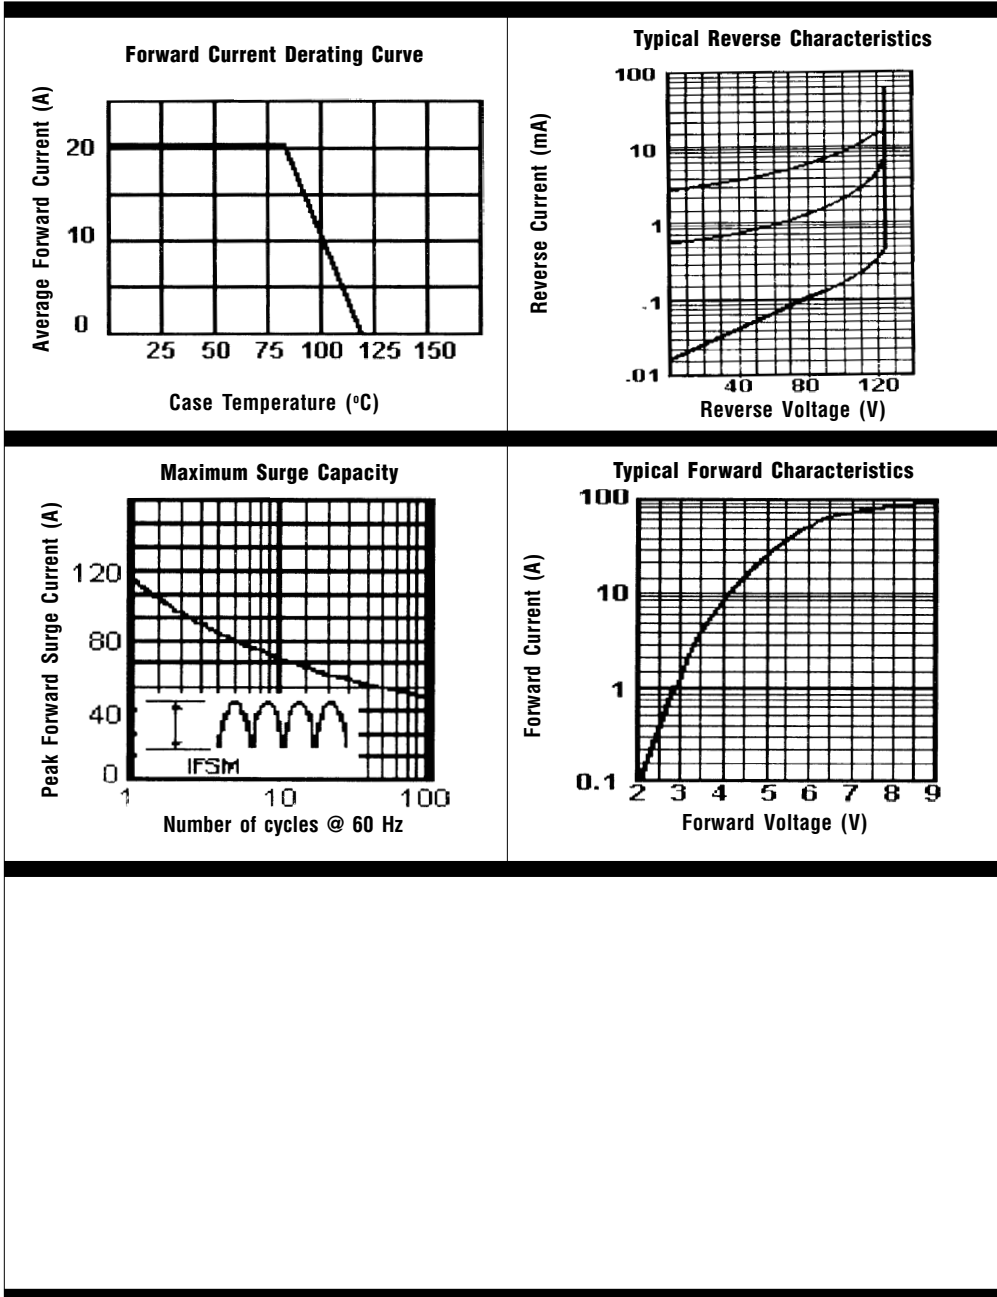 Forward Current Derating Curve
Average Forward Current (A)
20
10
0
25 50 75 100 125 150
Case Temperature (°C)
Typical Reverse Characteristics
Reverse Current (mA)
100
10
1
.1
.01
40 80 120
Reverse Voltage (V)
Maximum Surge Capacity
Peak Forward Surge Current (A)
120
80
40
0
IFSM
1 10 100
Number of cycles @ 60 Hz
Typical Forward Characteristics
Forward Current (A)
100
10
1
0.1
2 3 4 5 6 7 8 9
Forward Voltage (V)